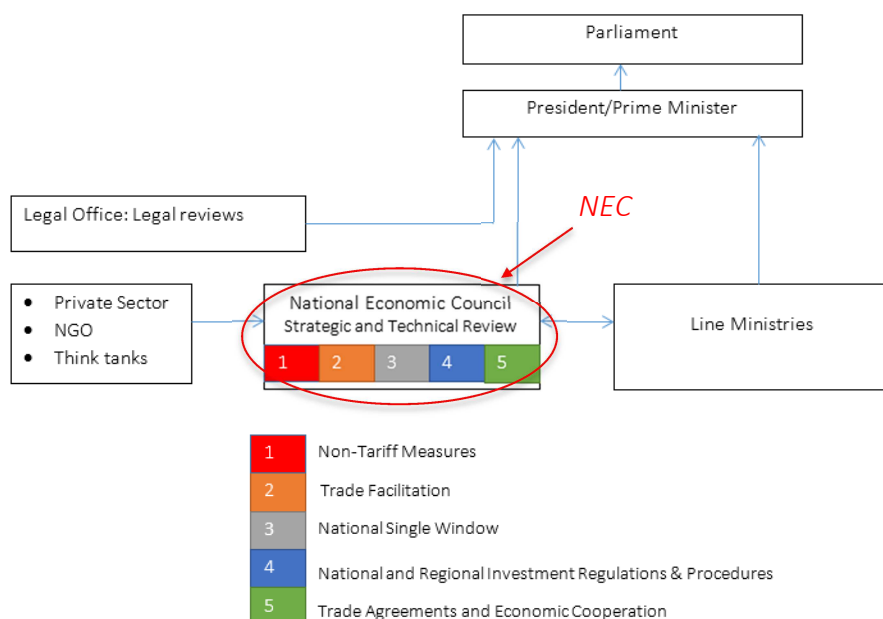 Parliament
President/Prime Minister
Legal Office: Legal reviews
NEC
• Private Sector
• NGO
• Think tanks
National Economic Council
Strategic and Technical Review
1 2 3 4 5
Line Ministries
1 Non-Tariff Measures
2 Trade Facilitation
3 National Single Window
4 National and Regional Investment Regulations & Procedures
5 Trade Agreements and Economic Cooperation